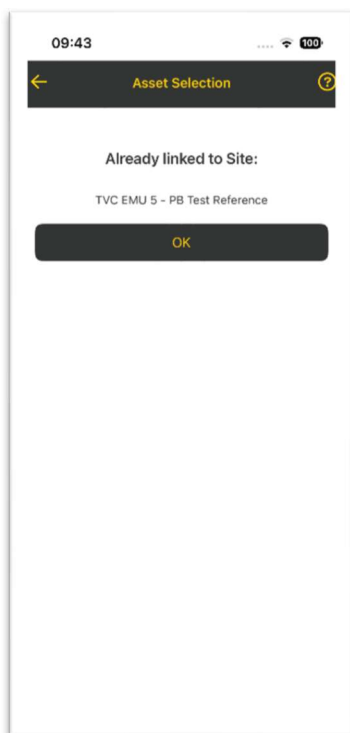 09:43
100
Asset Selection
?
Already linked to Site:
TVC EMU 5 - PB Test Reference
OK